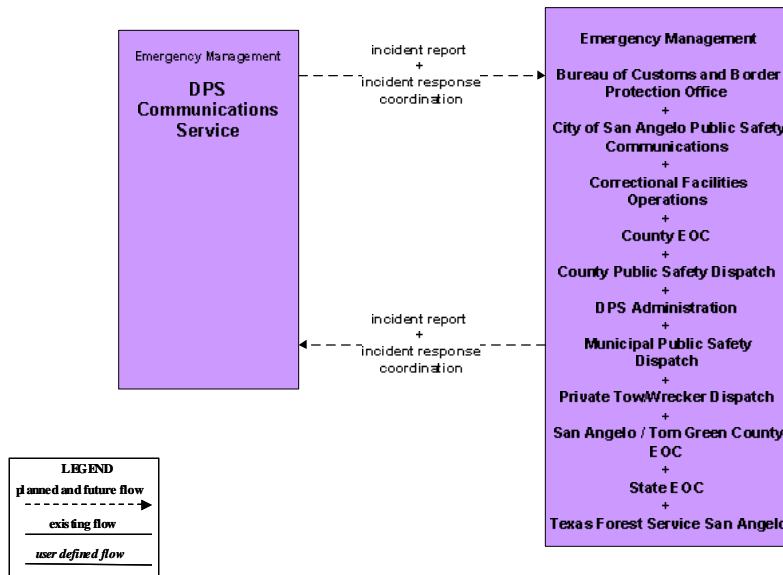 Emergency Management
DPS
Communications
Service
incident report
+
incident response
coordination
incident report
+
incident response
coordination
Emergency Management
Bureau of Customs and Border
Protection Office
+
City of San Angelo Public Safety
Communications
+
Correctional Facilities
Operations
+
County EOC
+
County Public Safety Dispatch
+
DPS Administration
+
Municipal Public Safety
Dispatch
+
Private Tow/Wrecker Dispatch
+
San Angelo / Tom Green County
EOC
+
State EOC
+
Texas Forest Service San Angelo
LEGEND
planned and future flow
existing flow
user defined flow